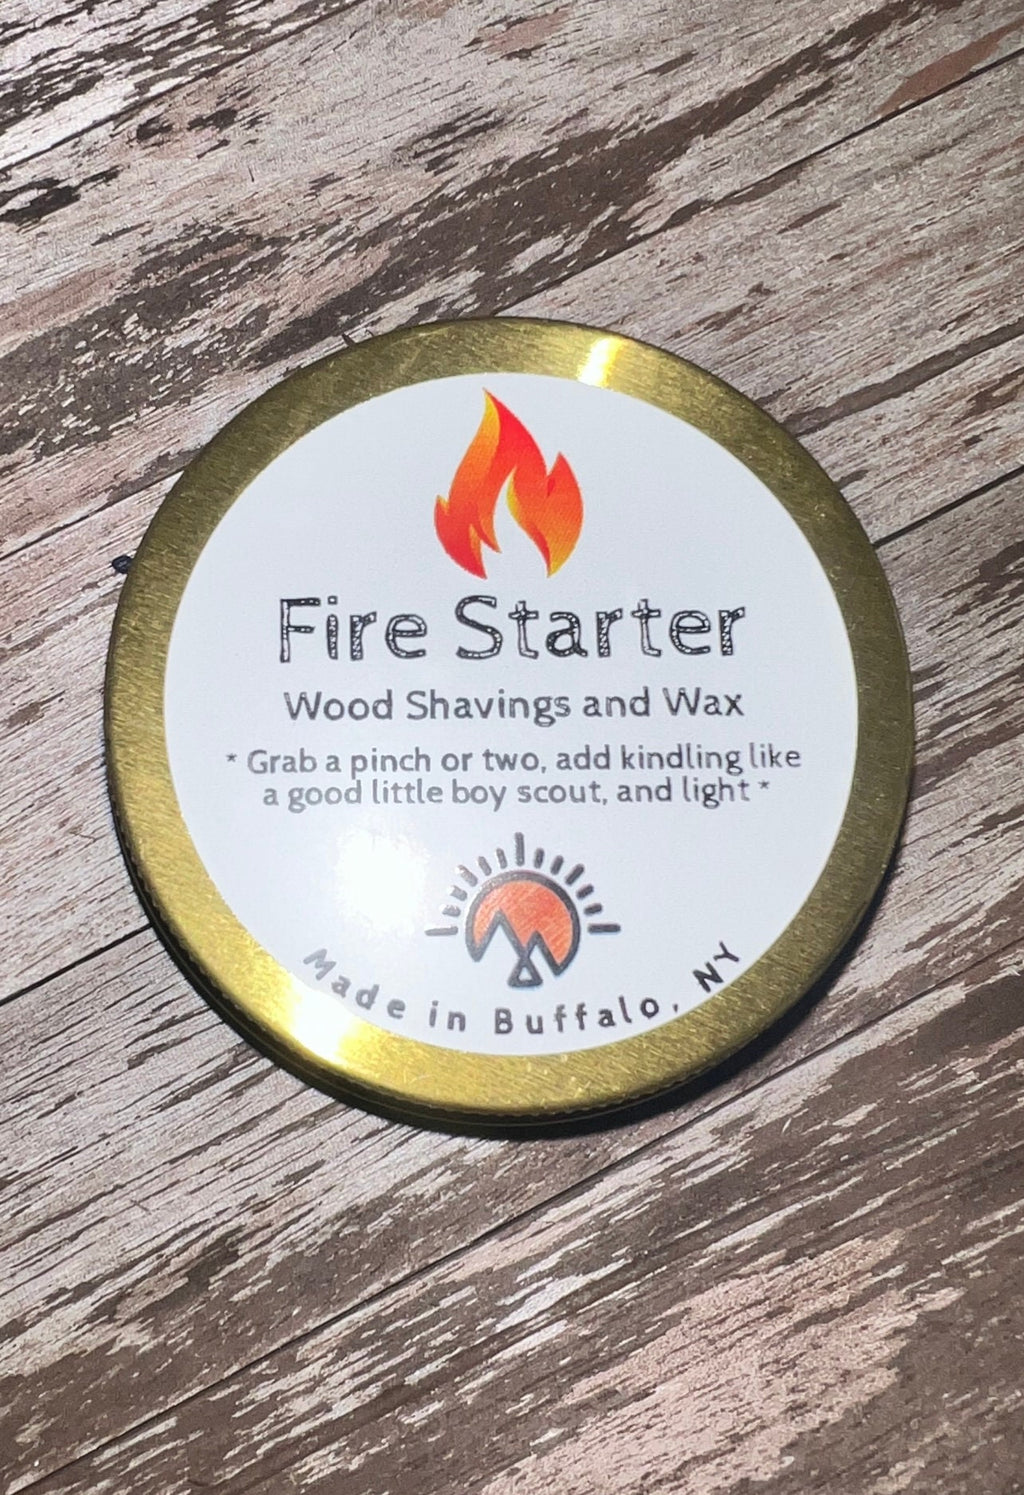 Fire Starter
Wood Shavings and Wax
* Grab a pinch or two, add kindling like
a good little boy scout, and light *
Made in Buffalo, NY